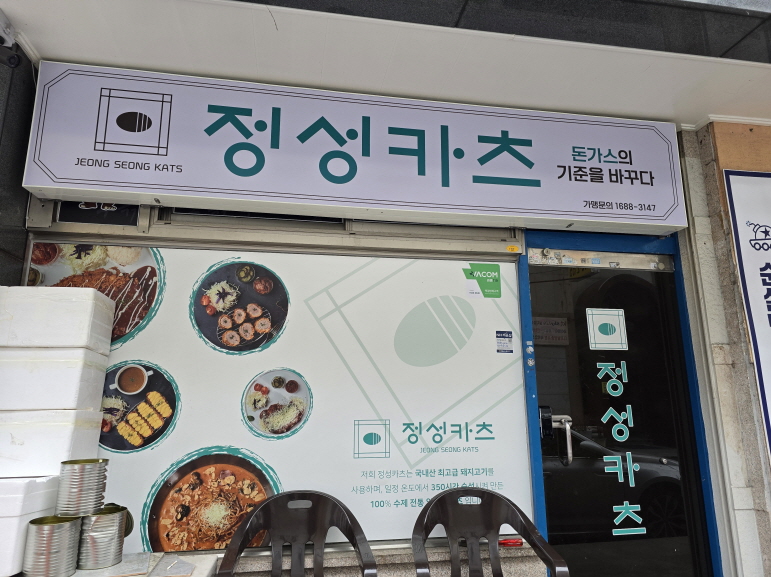 JEONG SEONG KATS
정성카츠
돈가스의
기준을 바꾸다
가맹문의 1688-3147
VACOM
정성카츠
JEONG SEONG KATS
저희 정성카츠는 국내산 최고급 돼지고기를
사용하며, 일정 온도에서 350시간 숙성시켜 만든
100% 수제 전통
정성카츠